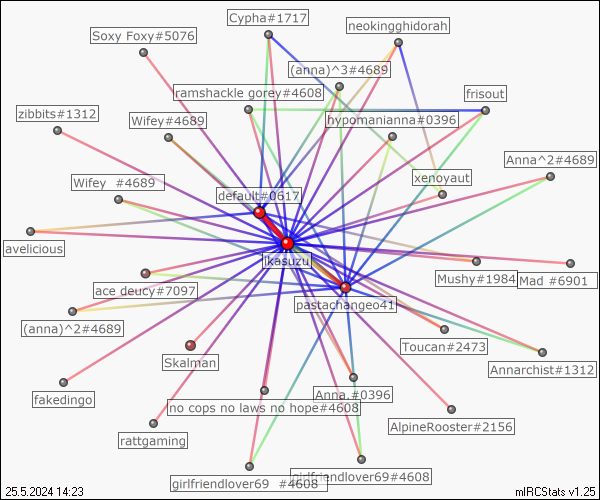 Cypha#1717
neokingghidorah
Soxy Foxy#5076
(anna)^3#4689
ramshackle gorey#4608
frisout
zibbits#1312
Wifey#4689
hypomanianna#0396
Anna^2#4689
Wifey #4689
xenoyaut
default#0617
avelicious
Ikasuzu
Mushy#1984
Mad #6901
ace deucy#7097
pastachangeo41
(anna)^2#4689
Toucan#2473
Skalman
Annarchist#1312
fakedingo
Anna.#0396
no cops no laws no hope#4608
AlpineRooster#2156
rattgaming
girlfriendlover69#4608
girlfriendlover69 #4608
25.5.2024 14:23
mIRCStats v1.25